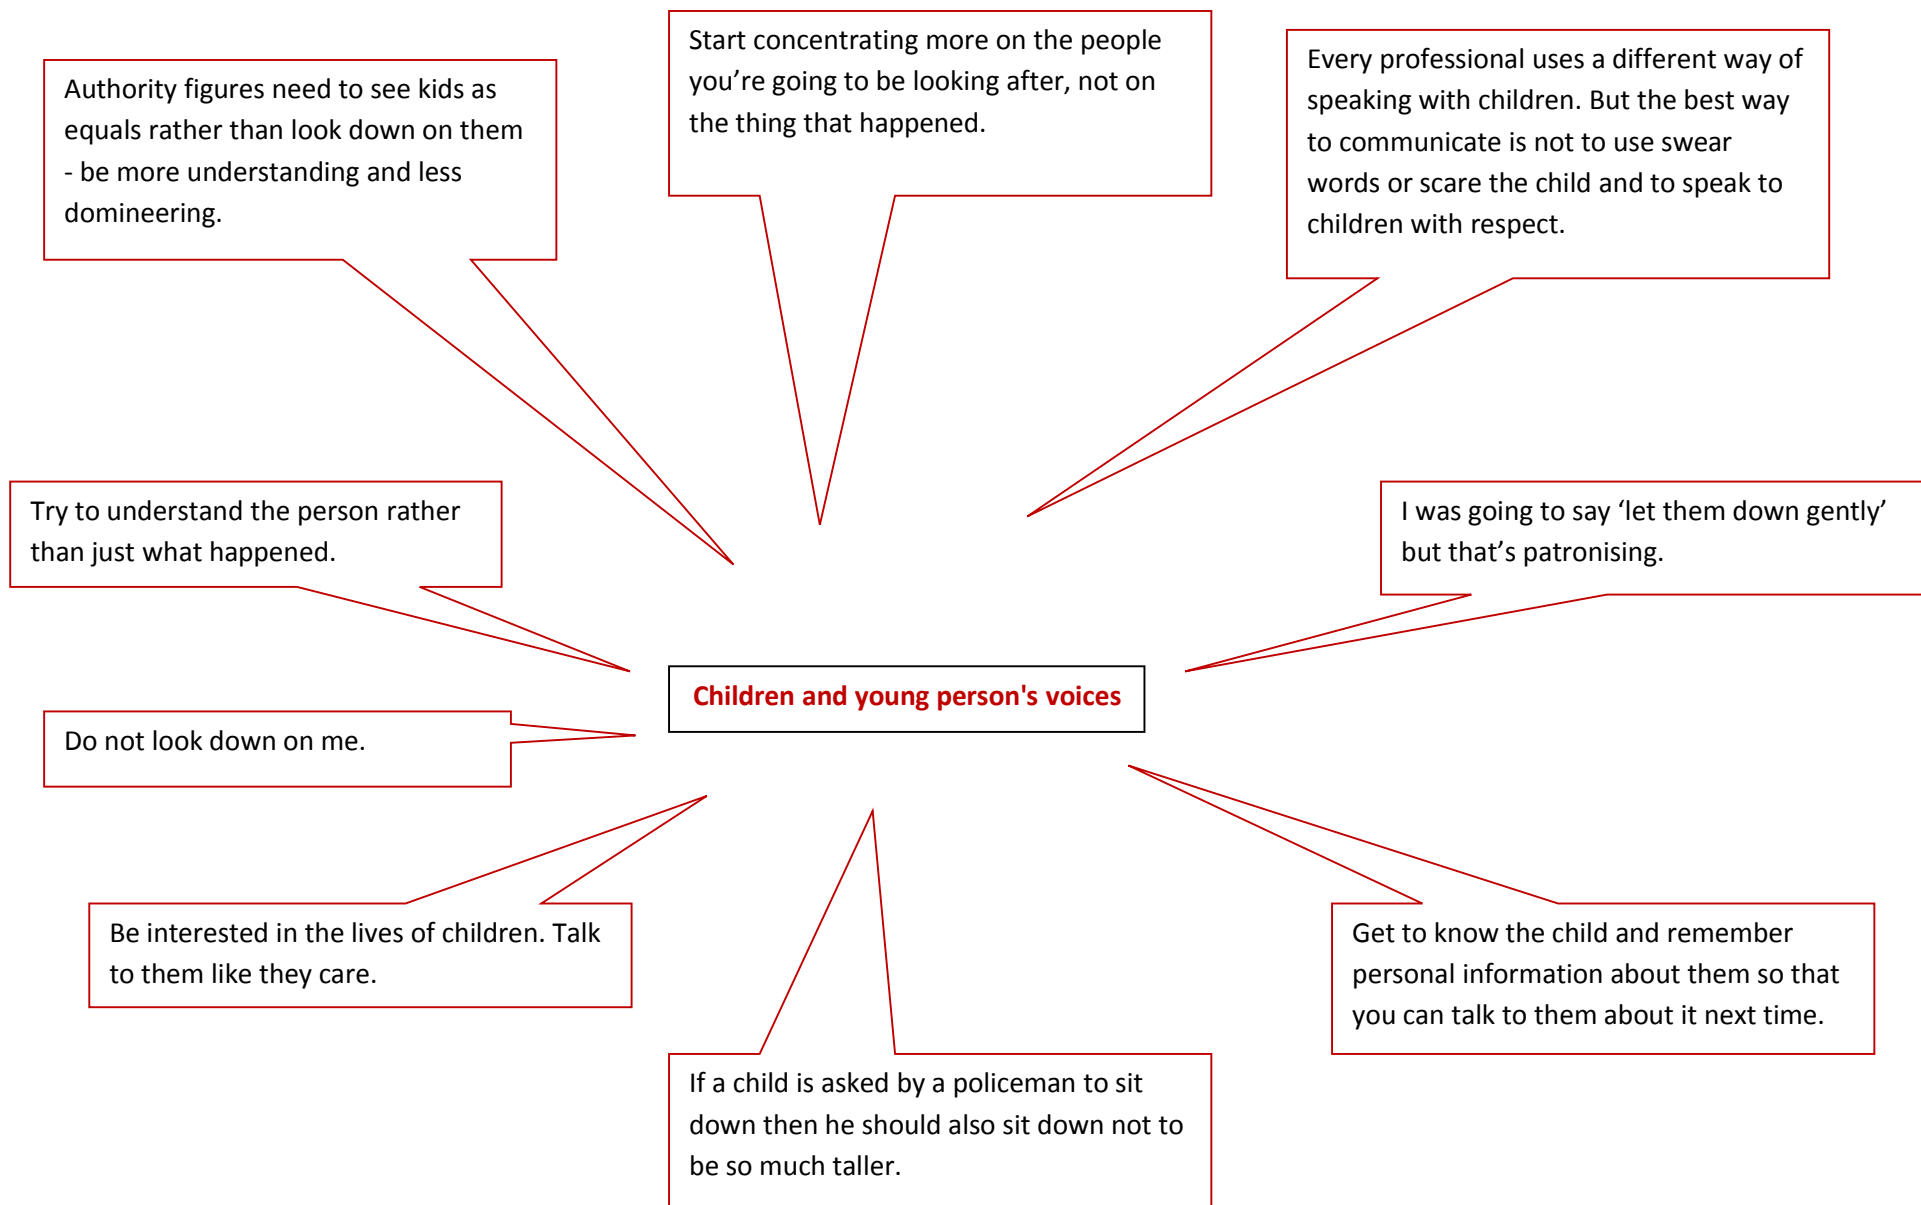 Start concentrating more on the people
you’re going to be looking after, not on
the thing that happened.
Authority figures need to see kids as
equals rather than look down on them
- be more understanding and less
domineering.
Every professional uses a different way of
speaking with children. But the best way
to communicate is not to use swear
words or scare the child and to speak to
children with respect.
Try to understand the person rather
than just what happened.
I was going to say ‘let them down gently’
but that’s patronising.
Children and young person's voices
Do not look down on me.
Be interested in the lives of children. Talk
to them like they care.
Get to know the child and remember
personal information about them so that
you can talk to them about it next time.
If a child is asked by a policeman to sit
down then he should also sit down not to
be so much taller.